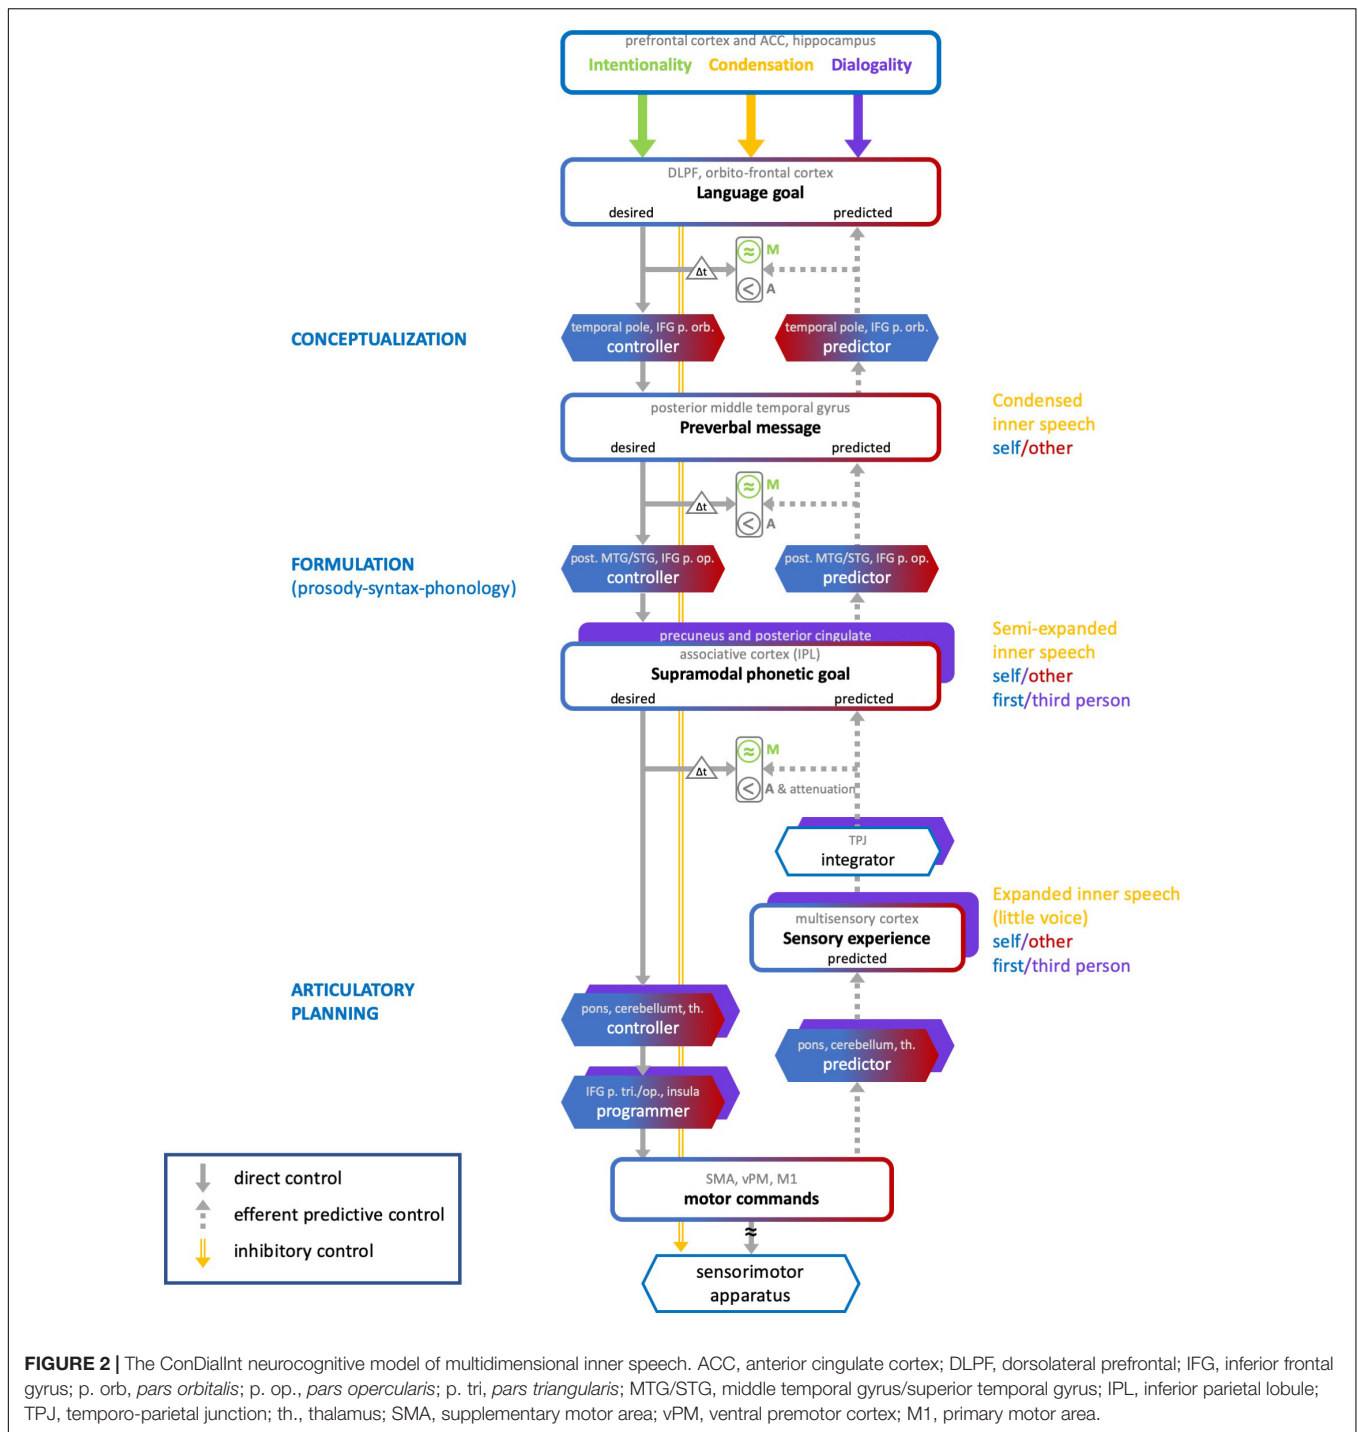 prefrontal cortex and ACC, hippocampus
Intentionality Condensation Dialogality
DLPF, orbito-frontal cortex
Language goal
desired predicted
≈ M
Δt
< A
CONCEPTUALIZATION
temporal pole, IFG p. orb.
controller
temporal pole, IFG p. orb.
predictor
posterior middle temporal gyrus
Preverbal message
desired predicted
Condensed
inner speech
self/other
≈ M
Δt
< A
FORMULATION
(prosody-syntax-phonology)
post. MTG/STG, IFG p. op.
controller
post. MTG/STG, IFG p. op.
predictor
precuneus and posterior cingulate
associative cortex (IPL)
Supramodal phonetic goal
desired predicted
Semi-expanded
inner speech
self/other
first/third person
≈ M
Δt
< A & attenuation
TPJ
integrator
multisensory cortex
Sensory experience
predicted
Expanded inner speech
(little voice)
self/other
first/third person
ARTICULATORY
PLANNING
pons, cerebellumt, th.
controller
pons, cerebellum, th.
predictor
IFG p. tri./op., insula
programmer
SMA, vPM, M1
motor commands
≈
sensorimotor
apparatus
direct control
efferent predictive control
inhibitory control
FIGURE 2 | The ConDialInt neurocognitive model of multidimensional inner speech. ACC, anterior cingulate cortex; DLPF, dorsolateral prefrontal; IFG, inferior frontal
gyrus; p. orb, pars orbitalis; p. op., pars opercularis; p. tri, pars triangularis; MTG/STG, middle temporal gyrus/superior temporal gyrus; IPL, inferior parietal lobule;
TPJ, temporo-parietal junction; th., thalamus; SMA, supplementary motor area; vPM, ventral premotor cortex; M1, primary motor area.